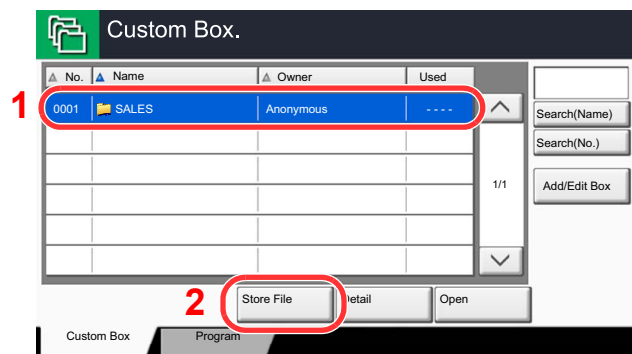 Custom Box.
No. Name Owner Used
1
0001 SALES Anonymous ----
Search(Name)
Search(No.)
1/1
Add/Edit Box
2
Store File Detail Open
Custom Box Program